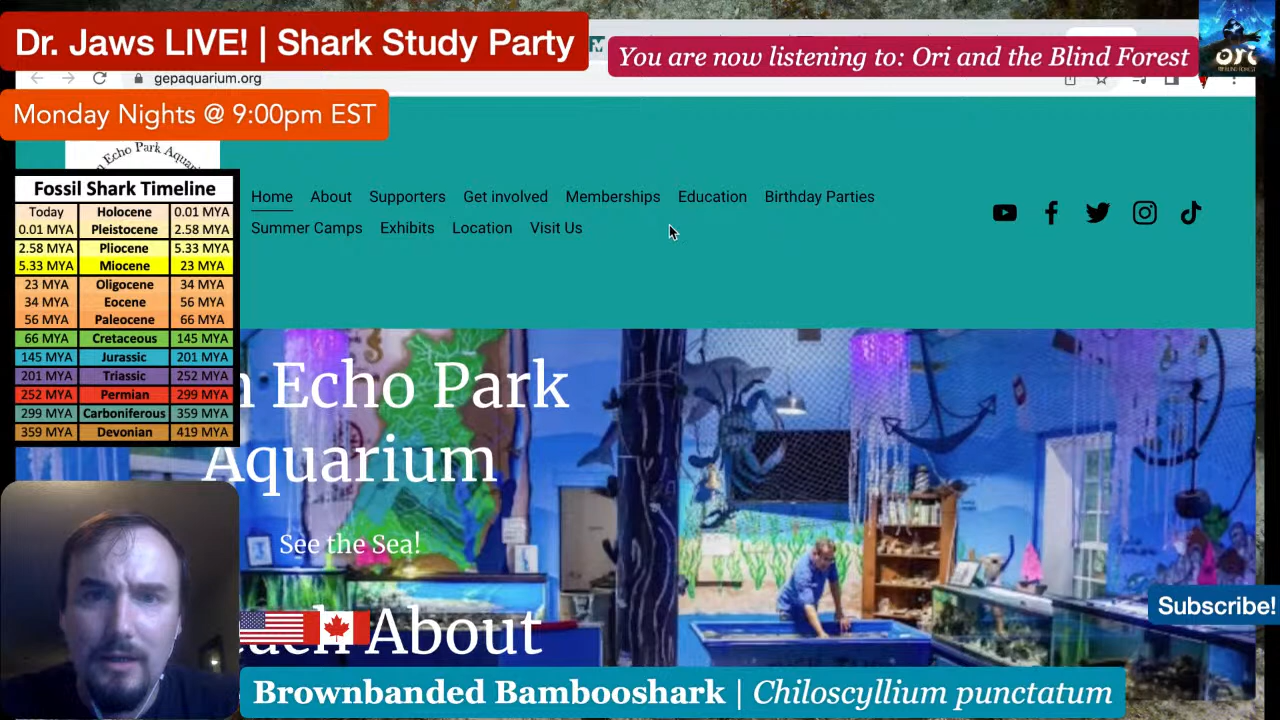 Dr. Jaws LIVE! | Shark Study Party
You are now listening to: Ori and the Blind Forest
ori
gepaquarium.org
Monday Nights @ 9:00pm EST
Echo Park Aquar
Home About Supporters Get involved Memberships Education Birthday Parties
Summer Camps Exhibits Location Visit Us
Fossil Shark Timeline
Today Holocene 0.01 MYA
0.01 MYA Pleistocene 2.58 MYA
2.58 MYA Pliocene 5.33 MYA
5.33 MYA Miocene 23 MYA
23 MYA Oligocene 34 MYA
34 MYA Eocene 56 MYA
56 MYA Paleocene 66 MYA
66 MYA Cretaceous 145 MYA
145 MYA Jurassic 201 MYA
201 MYA Triassic 252 MYA
252 MYA Permian 299 MYA
299 MYA Carboniferous 359 MYA
359 MYA Devonian 419 MYA
n Echo Park
Aquarium
See the Sea!
About
Subscribe!
Brownbanded Bambooshark | Chiloscyllium punctatum